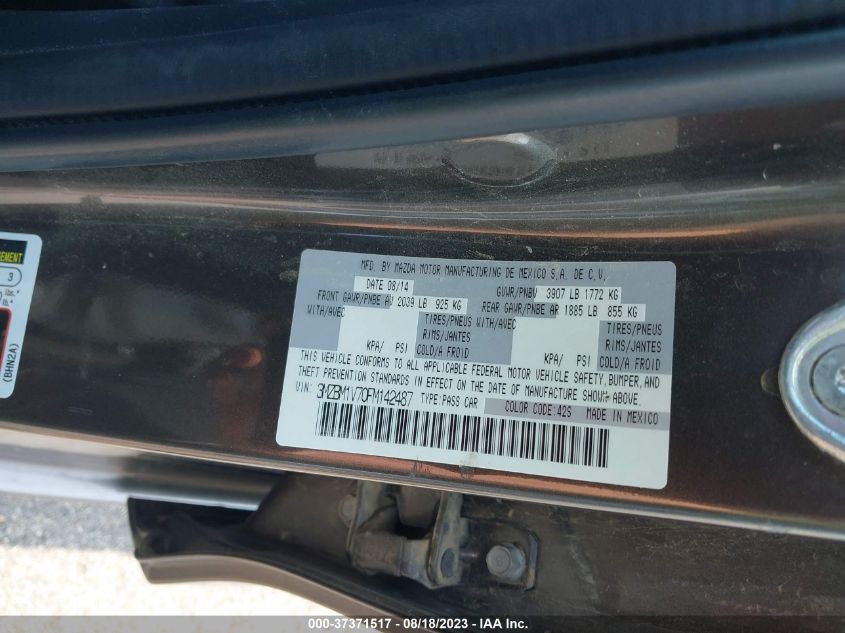 GEMENT
3
lb."
(BHN2A)
MFD. BY MAZDA MOTOR MANUFACTURING DE MEXICO S.A. DE C.V.
DATE 08/14 GVWR/PNBV 3907 LB 1772 KG
FRONT GAWR/PNBE AV 2039 LB 925 KG REAR GAWR/PNBE AR 1885 LB 855 KG
WITH/AVEC TIRES/PNEUS WITH/AVEC TIRES/PNEUS
RIMS/JANTES RIMS/JANTES
KPA/ PSI COLD/A FROID KPA/ PSI COLD/A FROID
THIS VEHICLE CONFORMS TO ALL APPLICABLE FEDERAL MOTOR VEHICLE SAFETY, BUMPER, AND
THEFT PREVENTION STANDARDS IN EFFECT ON THE DATE OF MANUFACTURE SHOWN ABOVE.
VIN: 3MZBM1V70FM142487 TYPE:PASS CAR COLOR CODE:42S MADE IN MEXICO
000-37371517 - 08/18/2023 - IAA Inc.